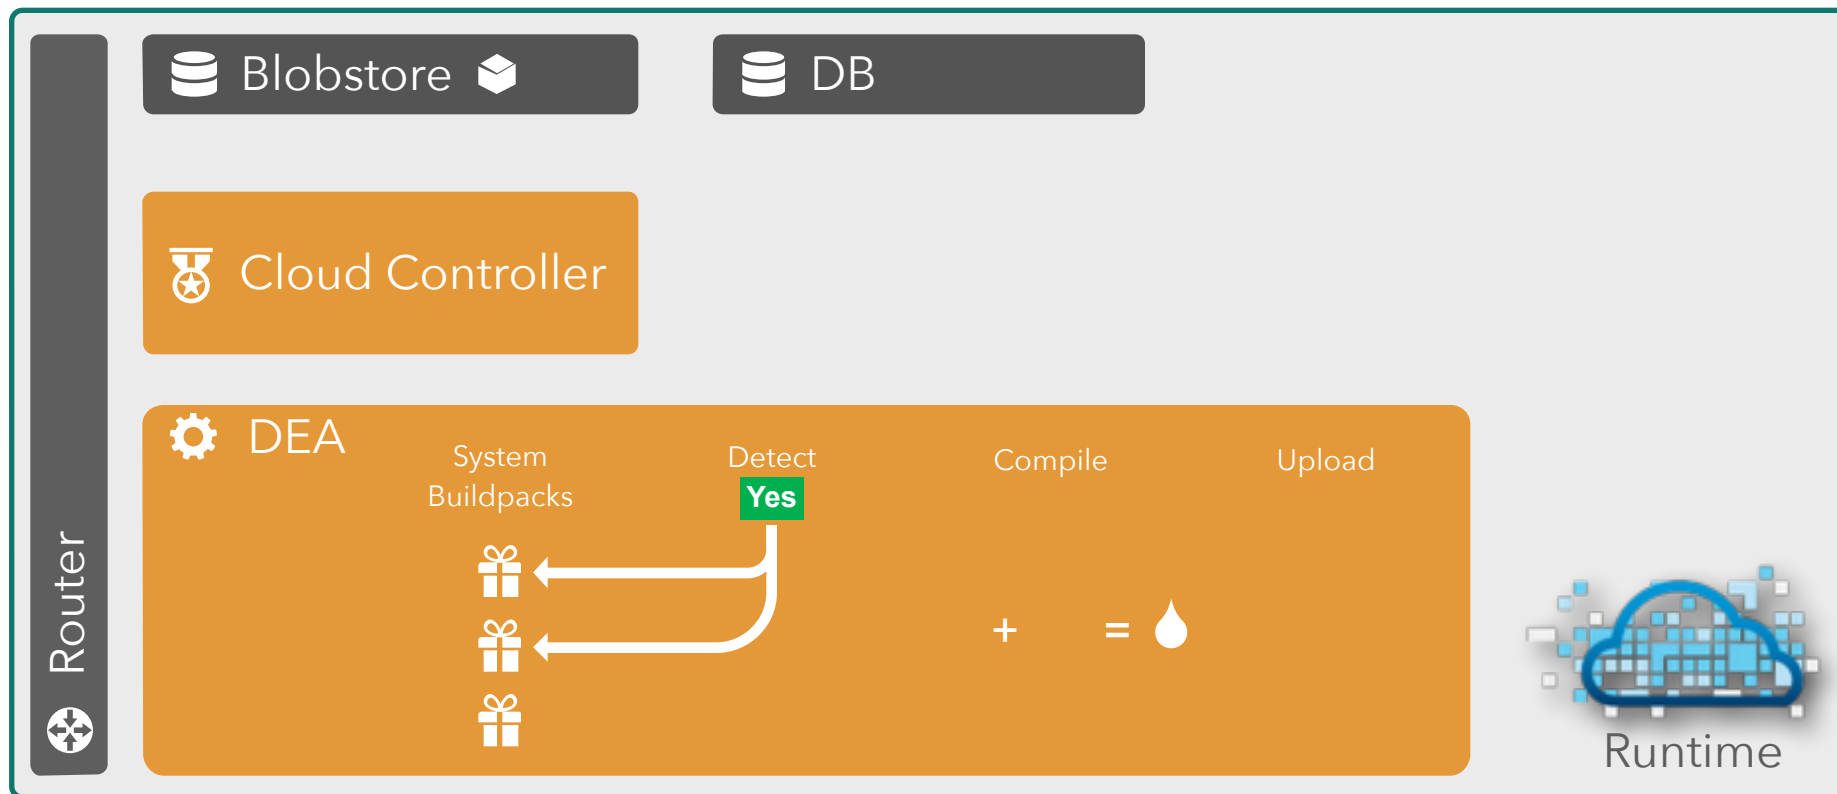 Router
Blobstore
DB
Cloud Controller
DEA
System
Buildpacks
Detect
Yes
Compile
Upload
+ =
Runtime